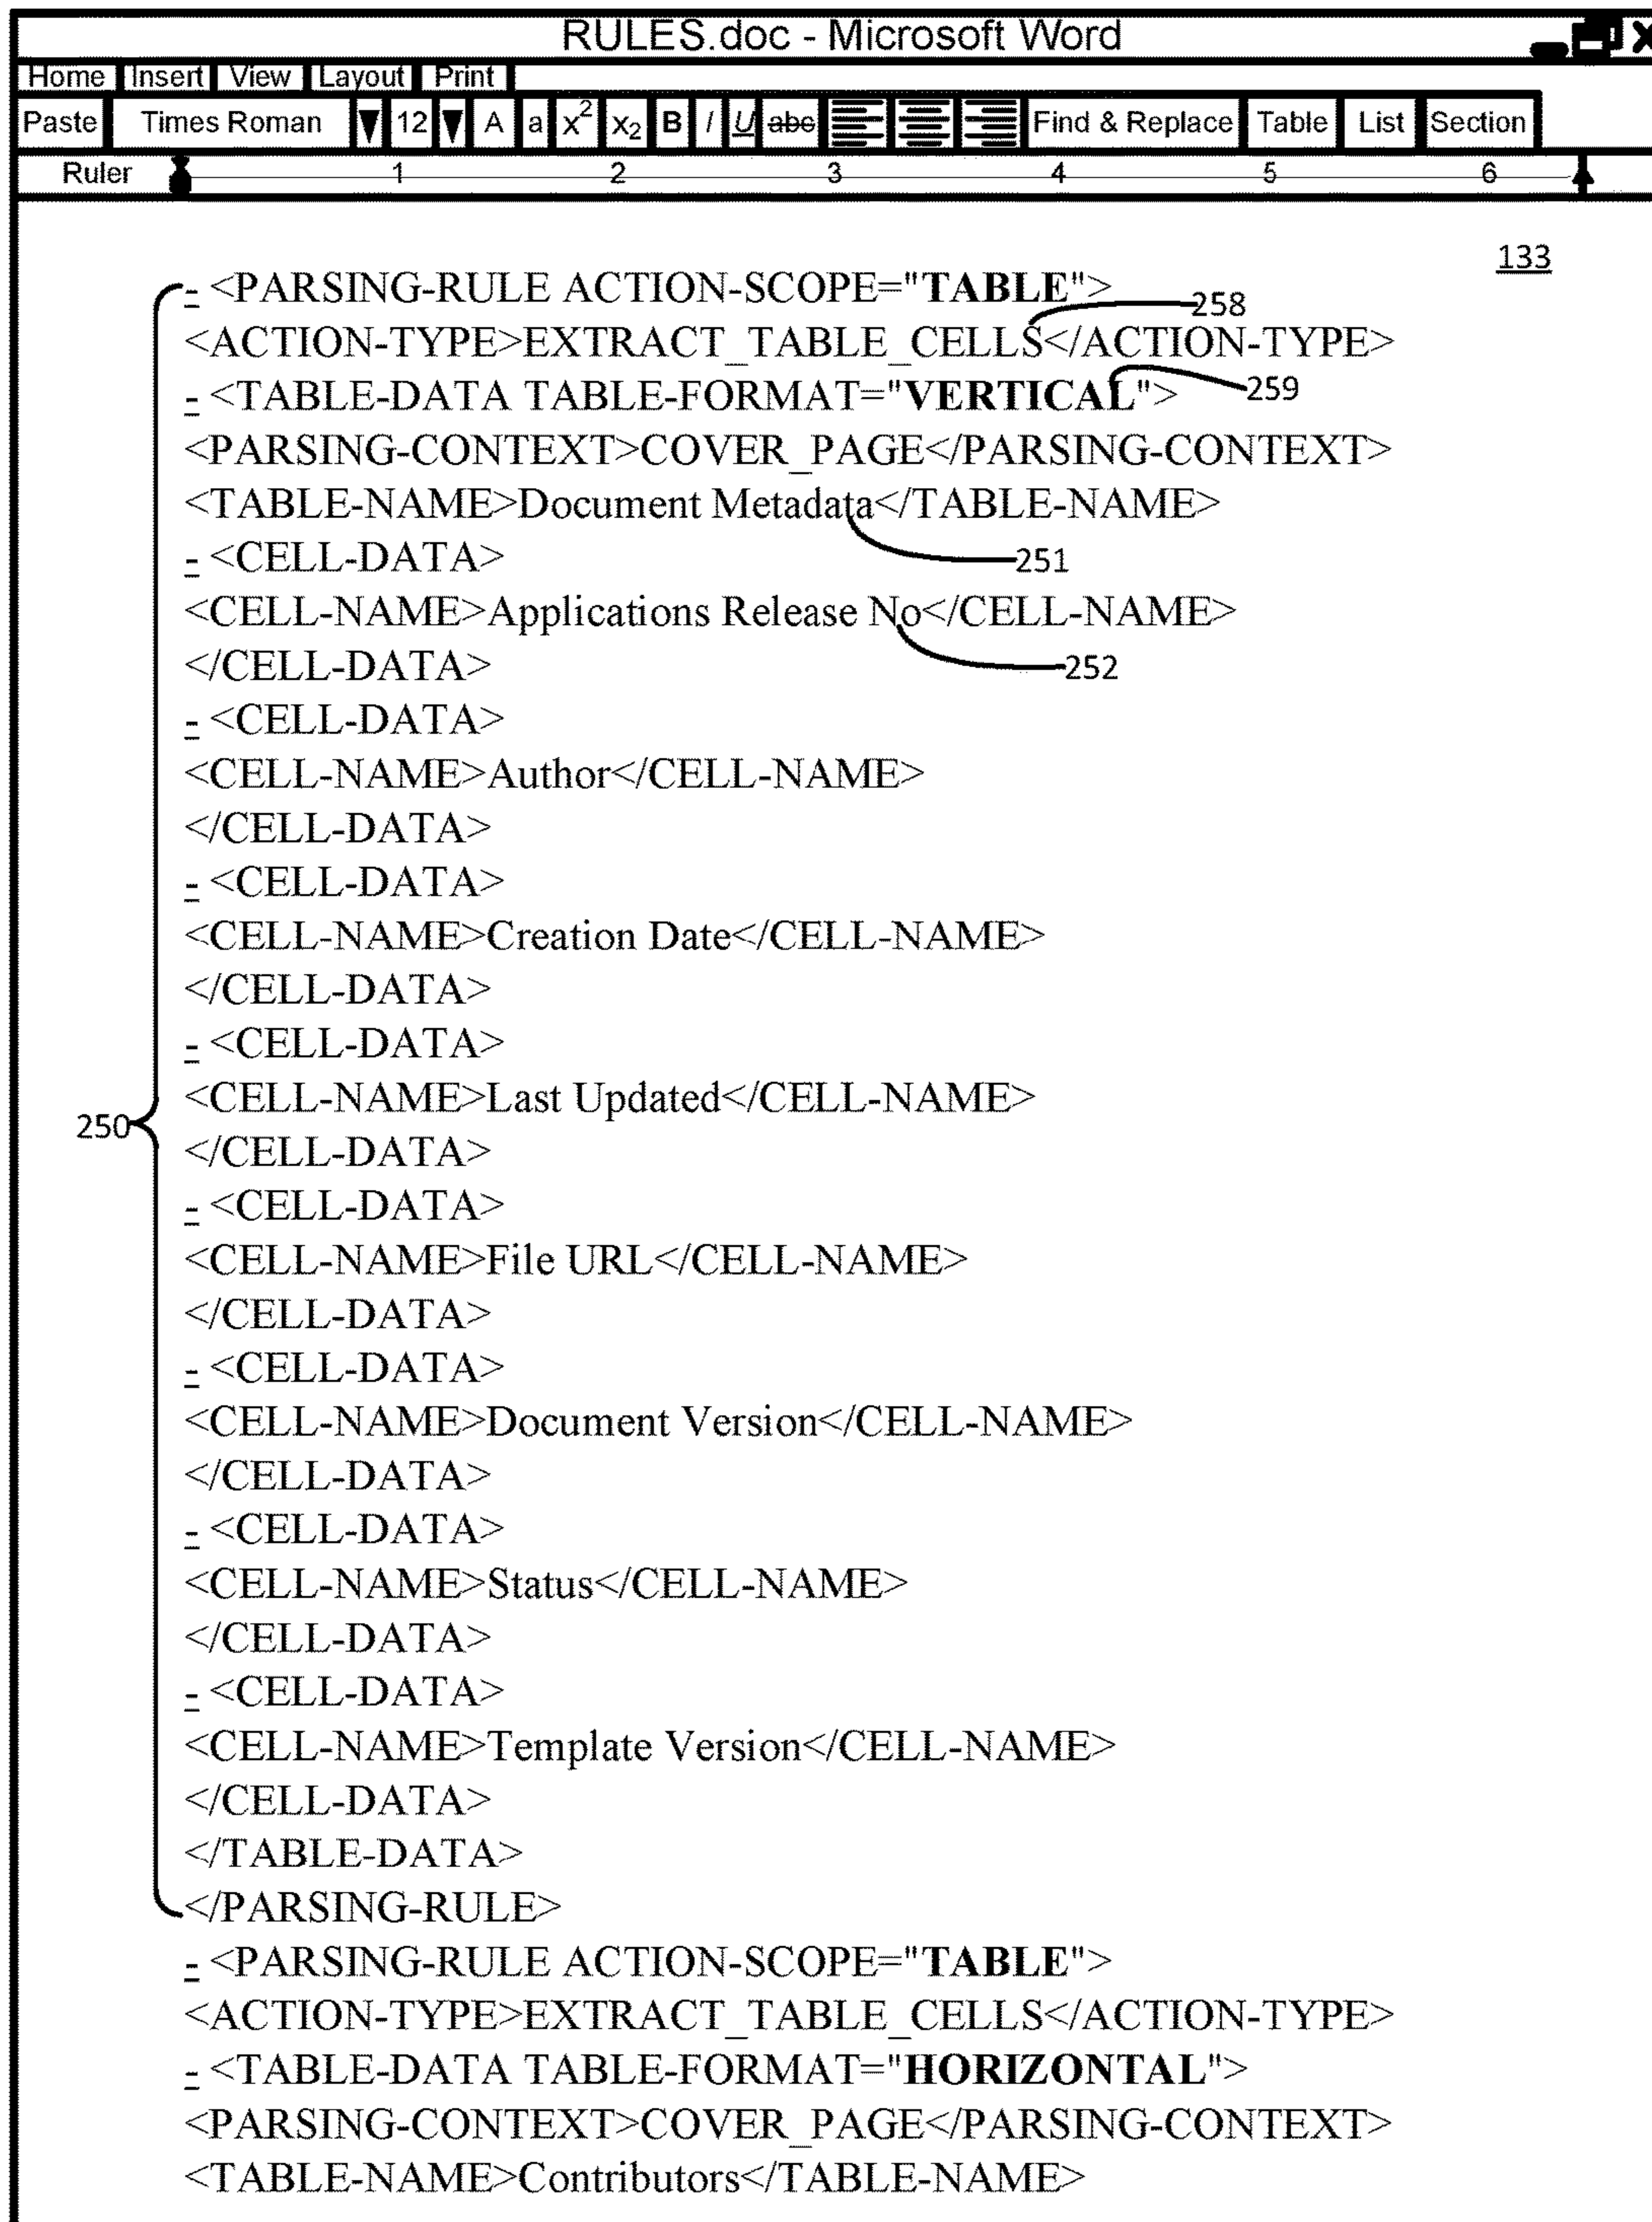 RULES.doc - Microsoft Word
Home Insert View Layout Print
Paste Times Roman 12 A a x² x₂ B I U abc Find & Replace Table List Section
Ruler 1 2 3 4 5 6
133
- <PARSING-RULE ACTION-SCOPE="TABLE">
258
<ACTION-TYPE>EXTRACT_TABLE_CELLS</ACTION-TYPE>
- <TABLE-DATA TABLE-FORMAT="VERTICAL"> 259
<PARSING-CONTEXT>COVER_PAGE</PARSING-CONTEXT>
<TABLE-NAME>Document Metadata</TABLE-NAME>
- <CELL-DATA> 251
<CELL-NAME>Applications Release No</CELL-NAME>
</CELL-DATA> 252
- <CELL-DATA>
<CELL-NAME>Author</CELL-NAME>
</CELL-DATA>
- <CELL-DATA>
<CELL-NAME>Creation Date</CELL-NAME>
</CELL-DATA>
- <CELL-DATA>
<CELL-NAME>Last Updated</CELL-NAME>
250
</CELL-DATA>
- <CELL-DATA>
<CELL-NAME>File URL</CELL-NAME>
</CELL-DATA>
- <CELL-DATA>
<CELL-NAME>Document Version</CELL-NAME>
</CELL-DATA>
- <CELL-DATA>
<CELL-NAME>Status</CELL-NAME>
</CELL-DATA>
- <CELL-DATA>
<CELL-NAME>Template Version</CELL-NAME>
</CELL-DATA>
</TABLE-DATA>
</PARSING-RULE>
- <PARSING-RULE ACTION-SCOPE="TABLE">
<ACTION-TYPE>EXTRACT_TABLE_CELLS</ACTION-TYPE>
- <TABLE-DATA TABLE-FORMAT="HORIZONTAL">
<PARSING-CONTEXT>COVER_PAGE</PARSING-CONTEXT>
<TABLE-NAME>Contributors</TABLE-NAME>